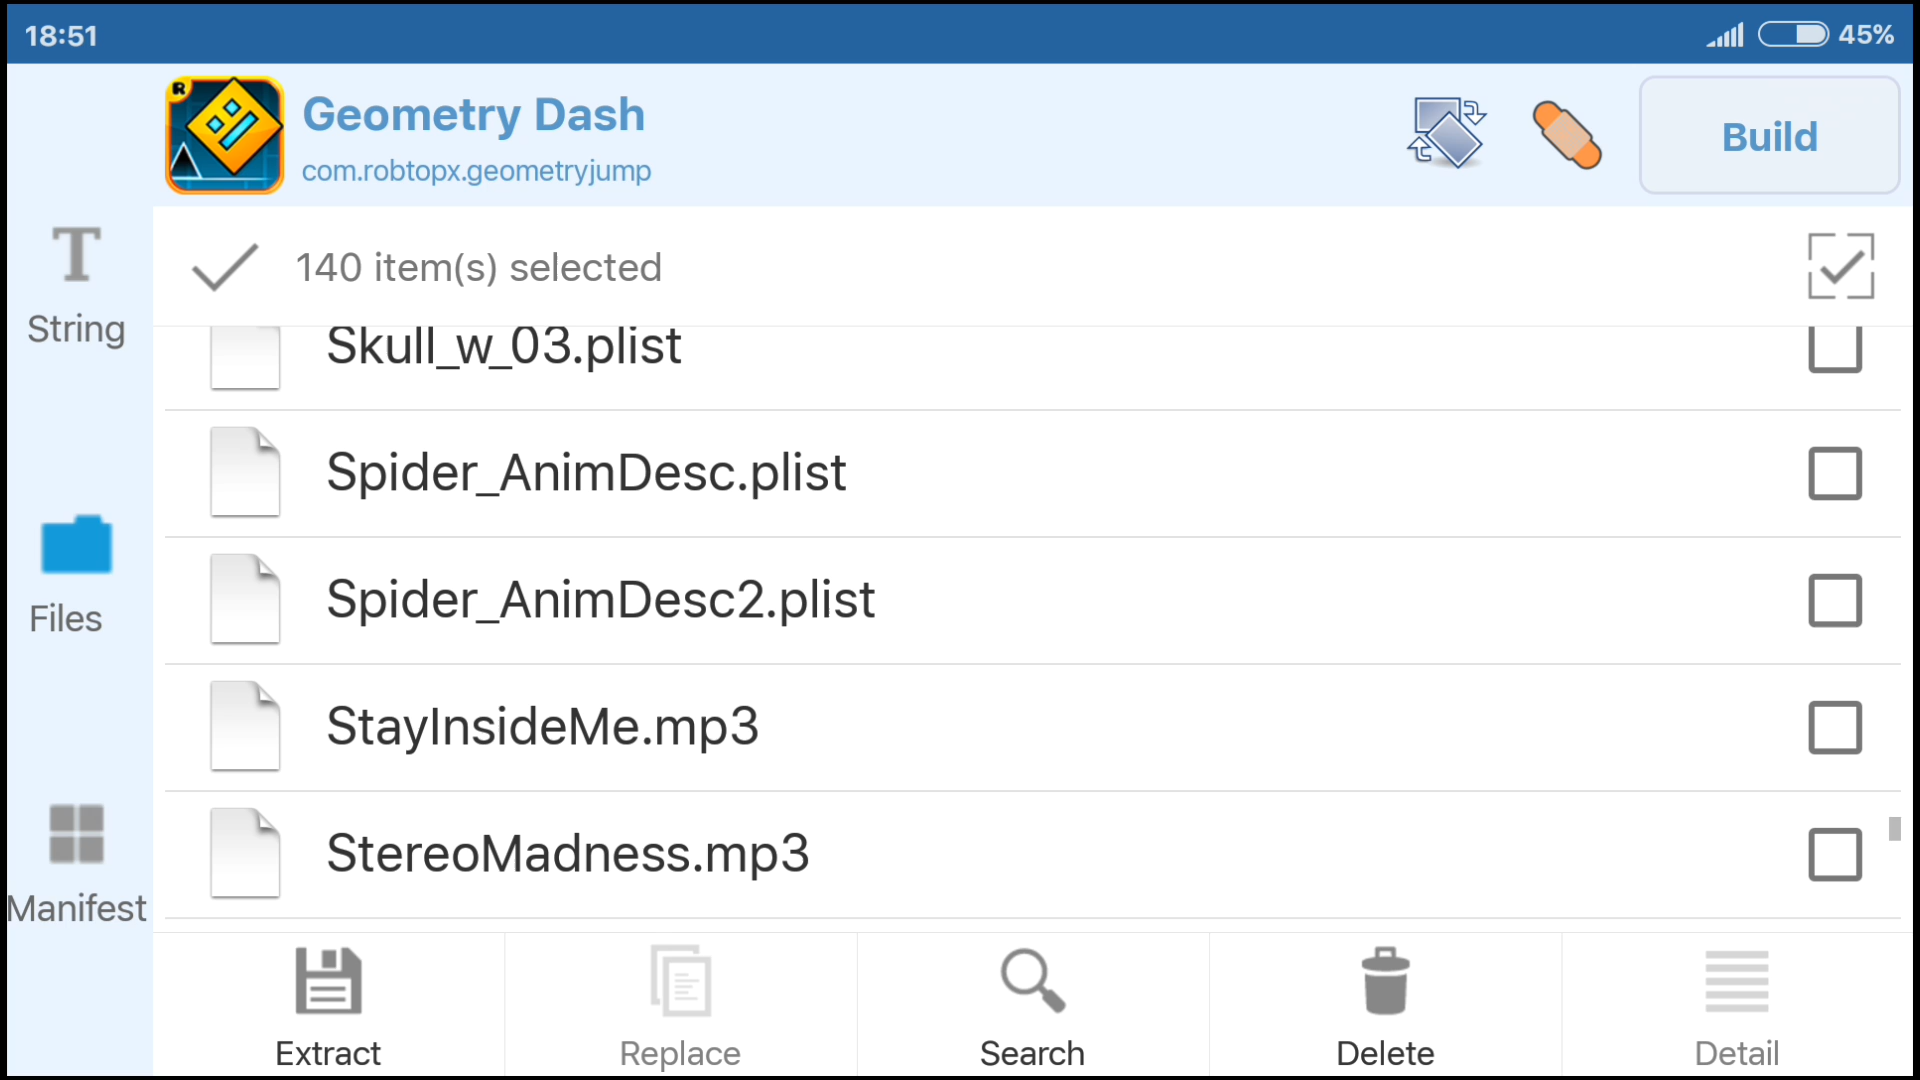 18:51
45%
Geometry Dash
com.robtopx.geometryjump
Build
140 item(s) selected
String
Files
Manifest
Skull_w_03.plist
Spider_AnimDesc.plist
Spider_AnimDesc2.plist
StayInsideMe.mp3
StereoMadness.mp3
Extract
Replace
Search
Delete
Detail